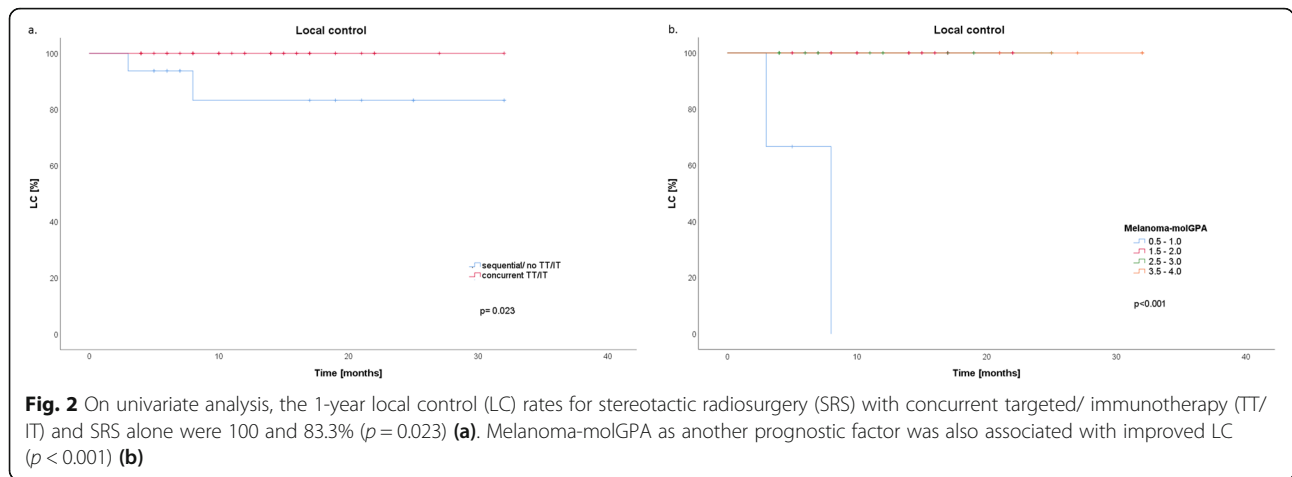 a.
Local control
100
80
60
40
20
0
LC [%]
sequential/ no TT/IT
concurrent TT/IT
p= 0.023
0
10
20
30
40
Time [months]
b.
Local control
100
80
60
40
20
0
LC [%]
Melanoma-molGPA
0.5 - 1.0
1.5 - 2.0
2.5 - 3.0
3.5 - 4.0
p<0.001
0
10
20
30
40
Time [months]
Fig. 2 On univariate analysis, the 1-year local control (LC) rates for stereotactic radiosurgery (SRS) with concurrent targeted/ immunotherapy (TT/
IT) and SRS alone were 100 and 83.3% (p = 0.023) (a). Melanoma-molGPA as another prognostic factor was also associated with improved LC
(p < 0.001) (b)